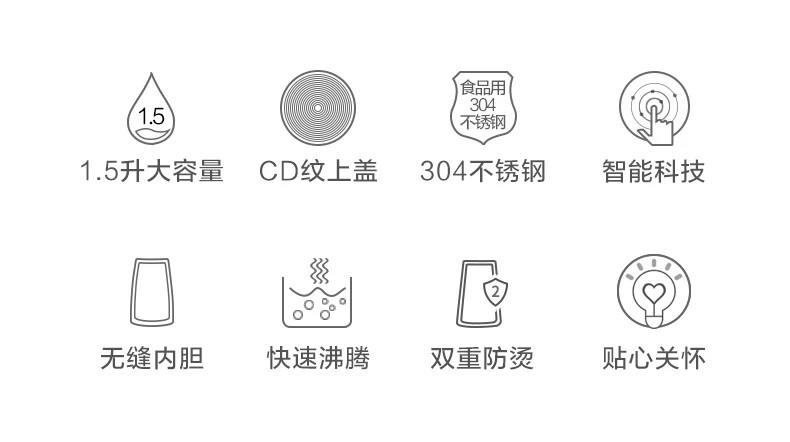 1.5
食品用
304
不锈钢
1.5升大容量
CD纹上盖
304不锈钢
智能科技
2
无缝内胆
快速沸腾
双重防烫
贴心关怀